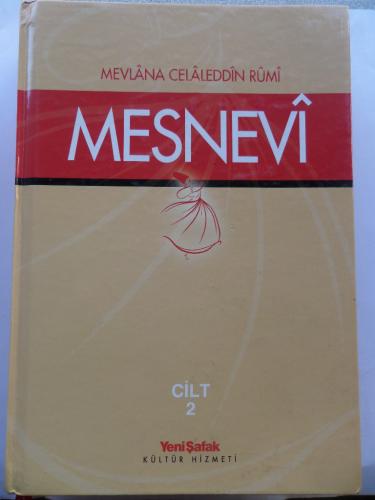 MEVLÂNA CELÂLEDDÎN RÛMÎ
MESNEVÎ
CİLT
2
YeniŞafak
KÜLTÜR HİZMETİ